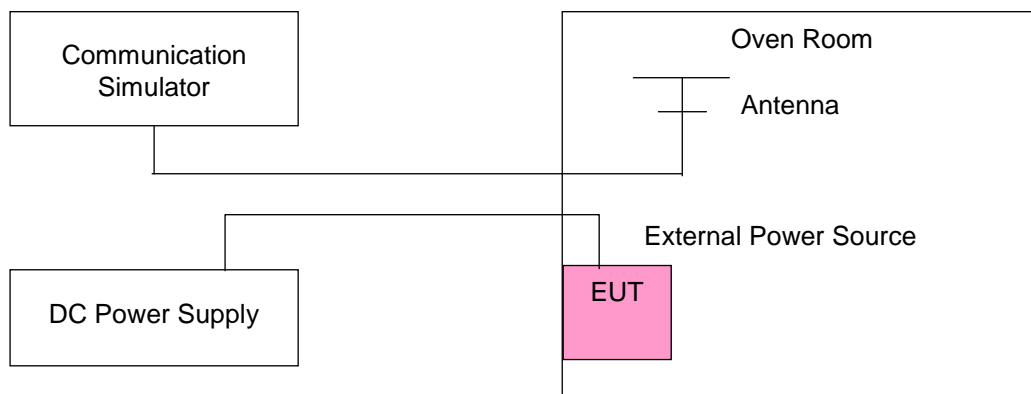 Communication
Simulator
Oven Room
Antenna
External Power Source
EUT
DC Power Supply